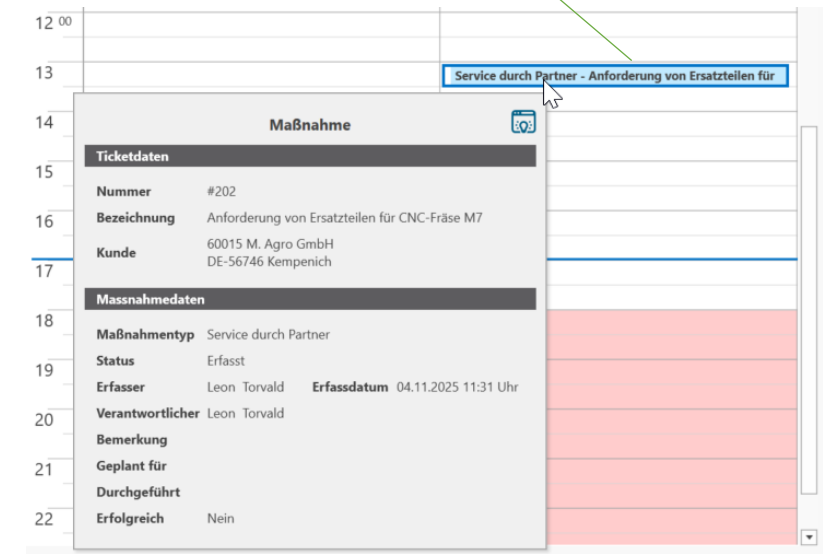 12 00
13
Service durch Partner - Anforderung von Ersatzteilen für
14
Maßnahme
Ticketdaten
15
Nummer #202
16
Bezeichnung Anforderung von Ersatzteilen für CNC-Fräse M7
Kunde 60015 M. Agro GmbH
DE-56746 Kempenich
17
Massnahmedaten
18
Maßnahmentyp Service durch Partner
Status Erfasst
19
Erfasser Leon Torvald Erfassdatum 04.11.2025 11:31 Uhr
Verantwortlicher Leon Torvald
20
Bemerkung
Geplant für
21
Durchgeführt
22
Erfolgreich Nein